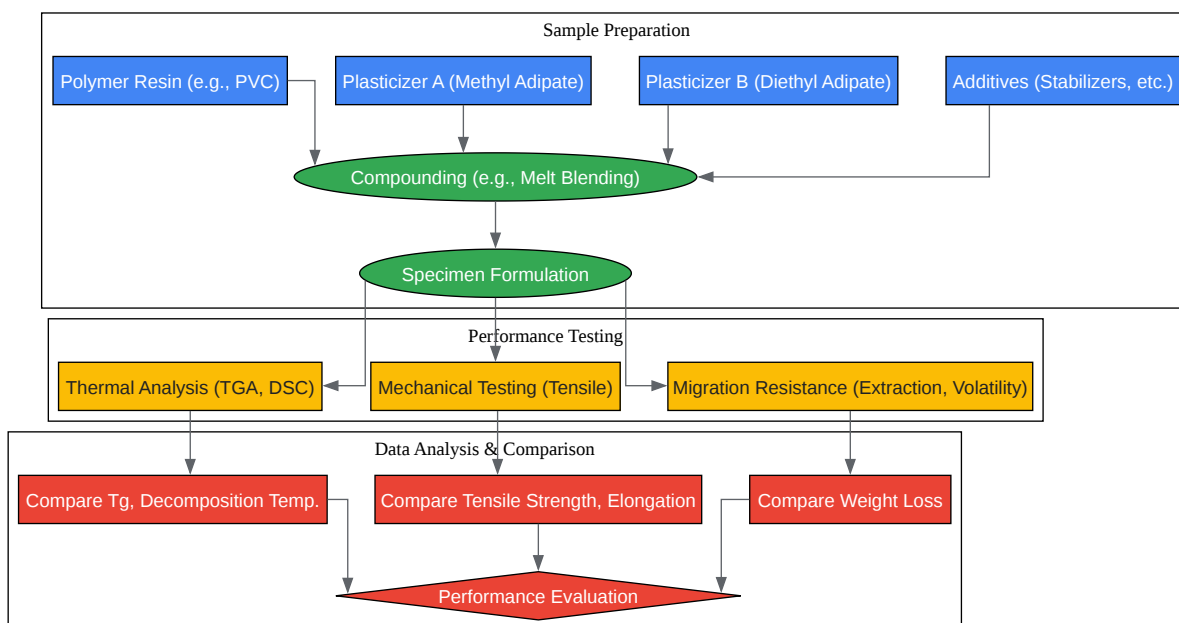 Sample Preparation
Polymer Resin (e.g., PVC)
Plasticizer A (Methyl Adipate)
Plasticizer B (Diethyl Adipate)
Additives (Stabilizers, etc.)
Compounding (e.g., Melt Blending)
Specimen Formulation
Performance Testing
Thermal Analysis (TGA, DSC)
Mechanical Testing (Tensile)
Migration Resistance (Extraction, Volatility)
Data Analysis & Comparison
Compare Tg, Decomposition Temp.
Compare Tensile Strength, Elongation
Compare Weight Loss
Performance Evaluation